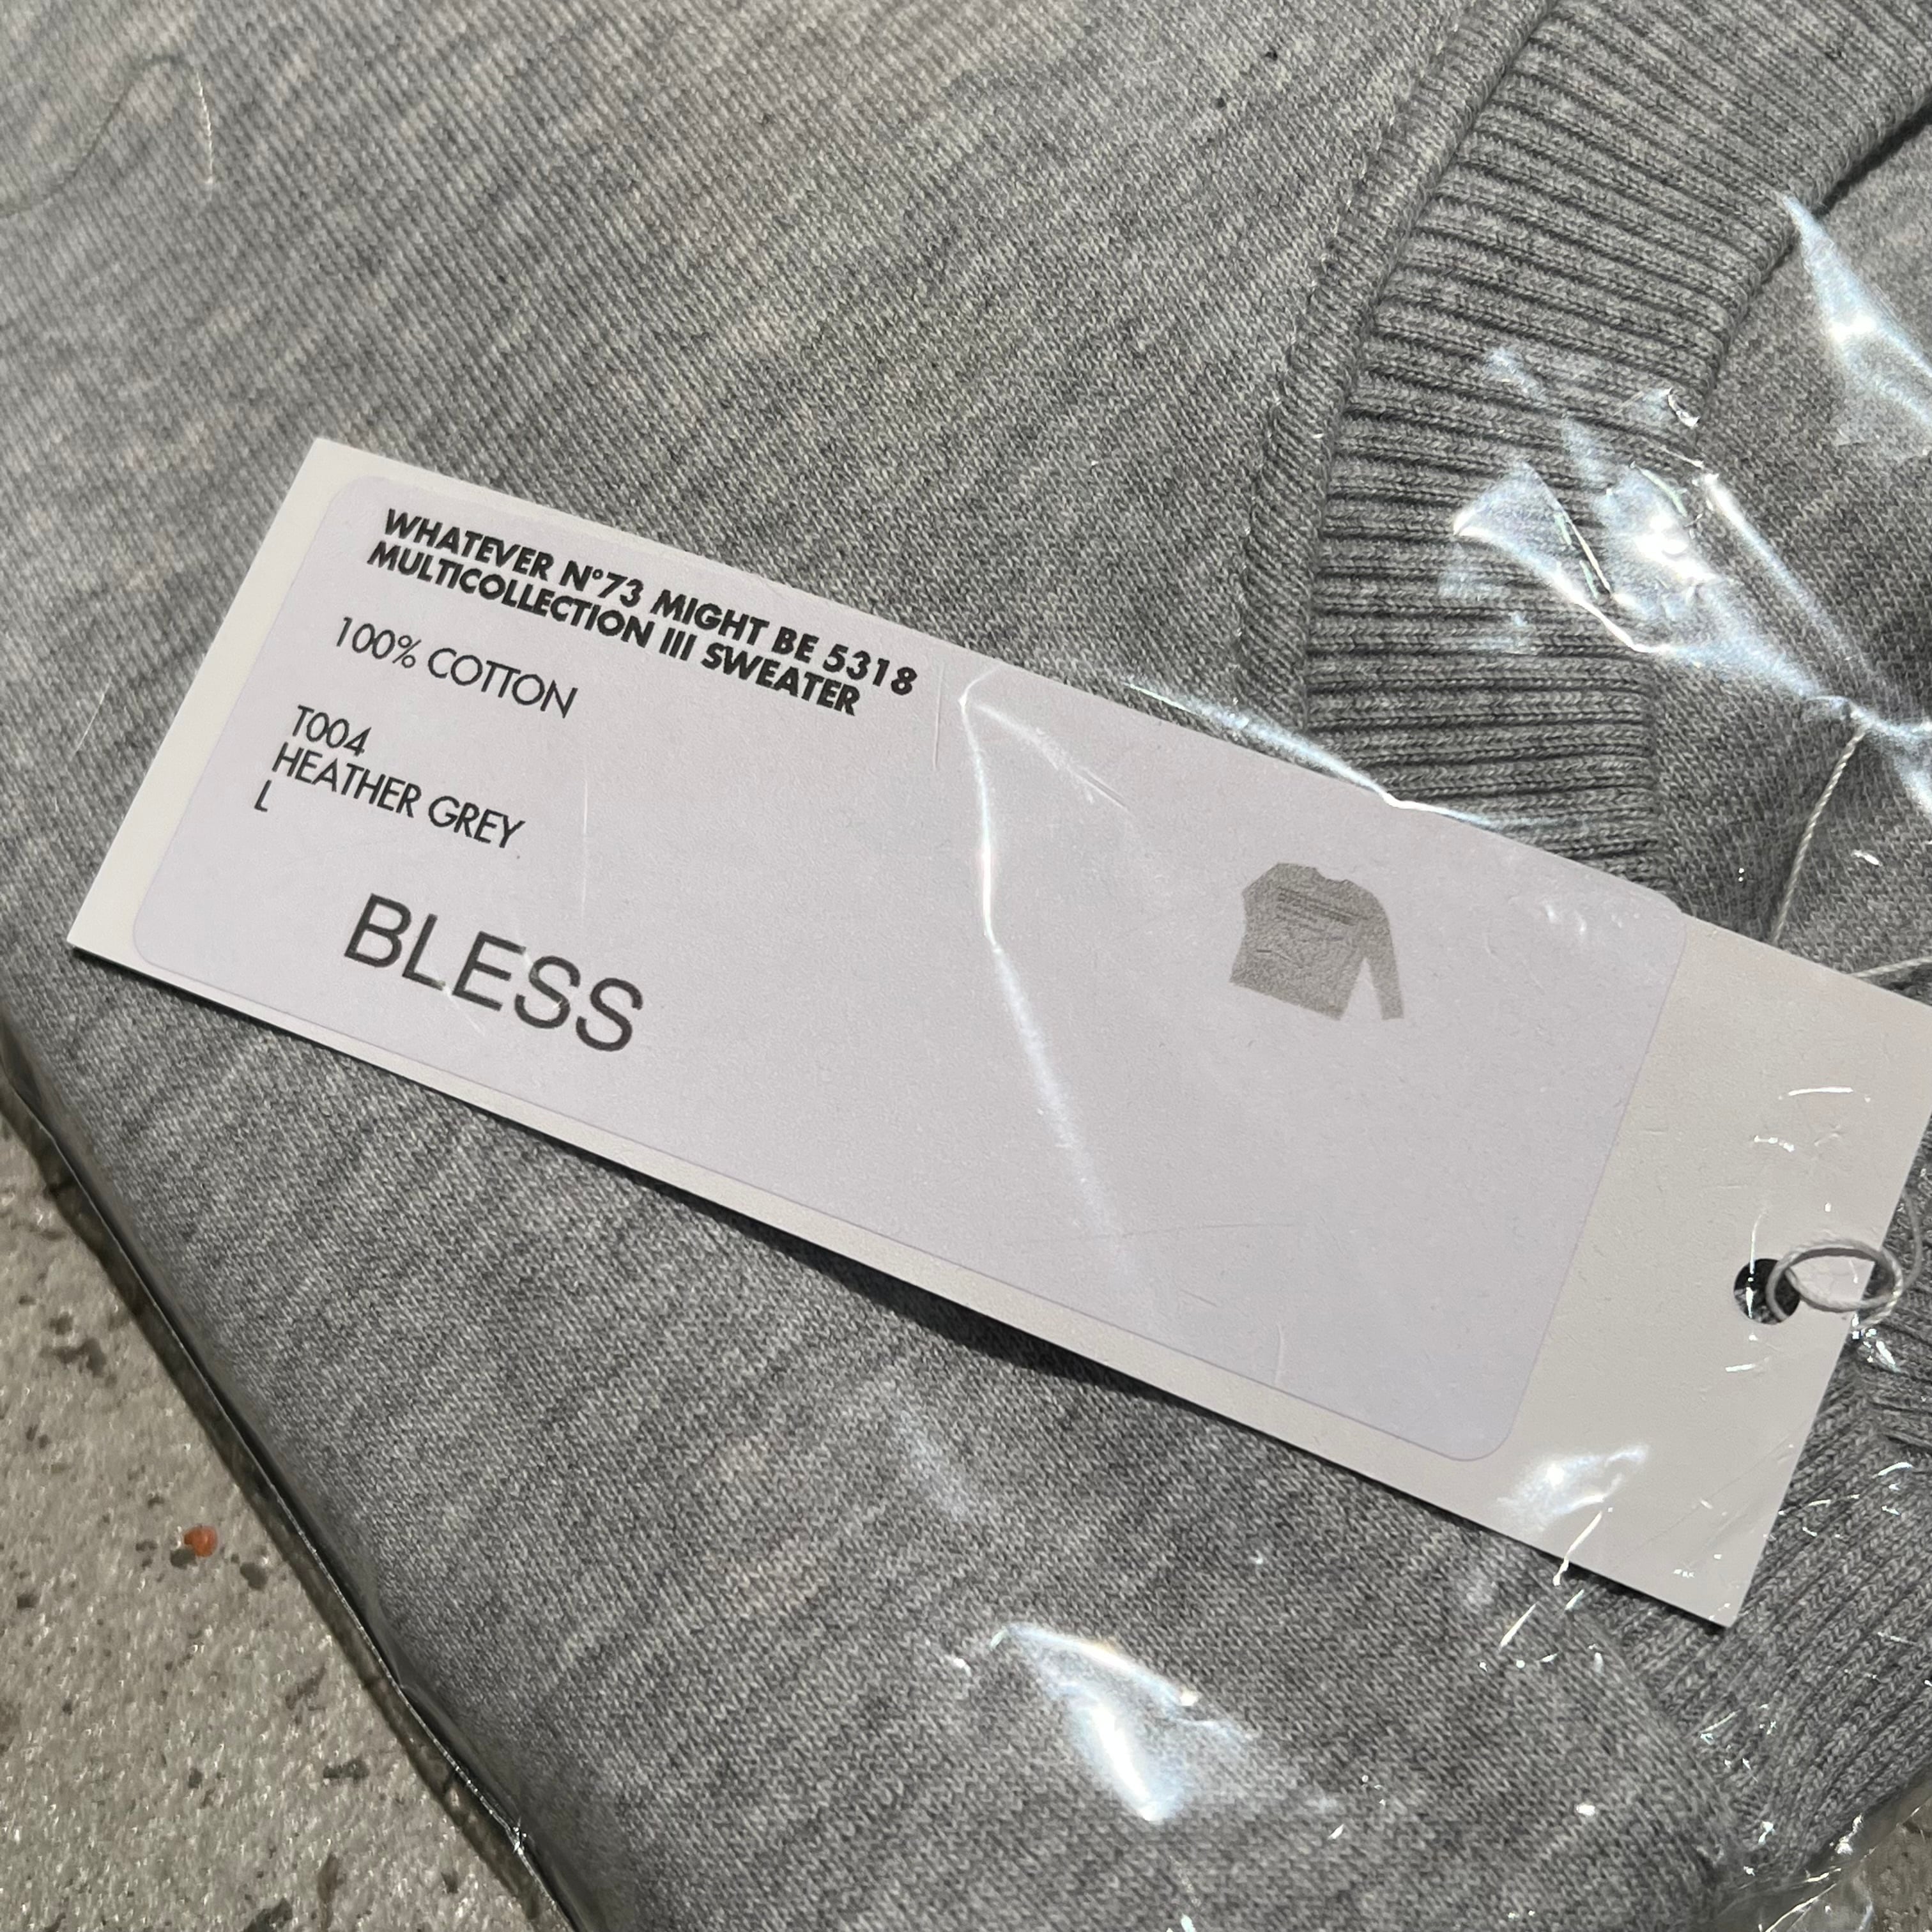 WHATEVER N°73 MIGHT BE 5318
MULTICOLLECTION III SWEATER
100% COTTON
T004
HEATHER GREY
L
BLESS